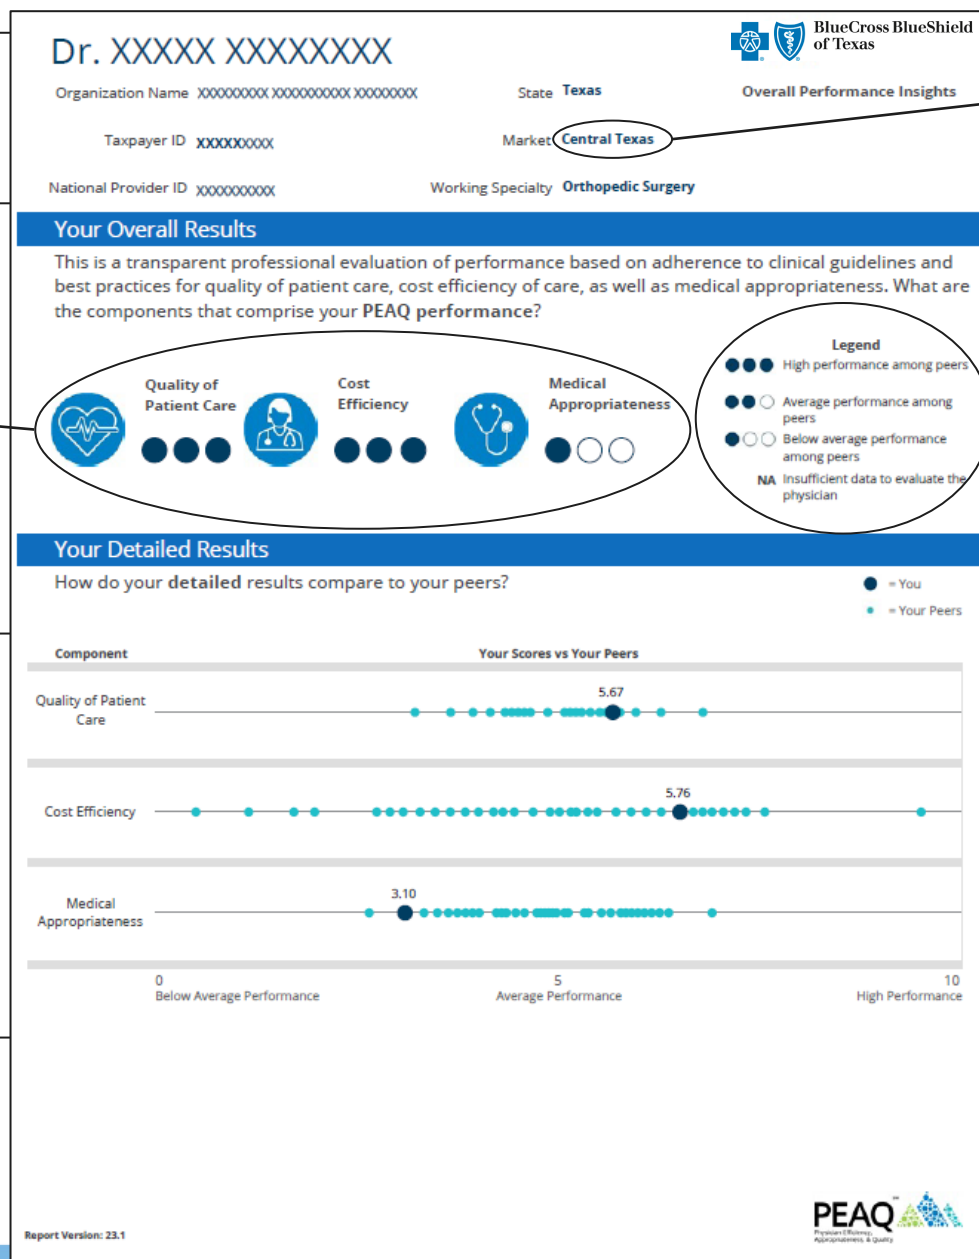 Dr. XXXXX XXXXXXXX
BlueCross BlueShield
of Texas
Organization Name XXXXXXXXX XXXXXXXXXX XXXXXXXX
State Texas
Overall Performance Insights
Taxpayer ID XXXXXXXXX
Market Central Texas
National Provider ID XXXXXXXXXX
Working Specialty Orthopedic Surgery
Your Overall Results
This is a transparent professional evaluation of performance based on adherence to clinical guidelines and
best practices for quality of patient care, cost efficiency of care, as well as medical appropriateness. What are
the components that comprise your PEAQ performance?
Quality of
Patient Care
Cost
Efficiency
Medical
Appropriateness
Legend
High performance among peers
Average performance among
peers
Below average performance
among peers
NA Insufficient data to evaluate the
physician
Your Detailed Results
How do your detailed results compare to your peers?
= You
= Your Peers
Component
Your Scores vs Your Peers
Quality of Patient
Care
5.67
Cost Efficiency
5.76
Medical
Appropriateness
3.10
0
5
10
Below Average Performance
Average Performance
High Performance
Report Version: 23.1
PEAQ℠
Physician Efficiency,
Appropriateness, & Quality